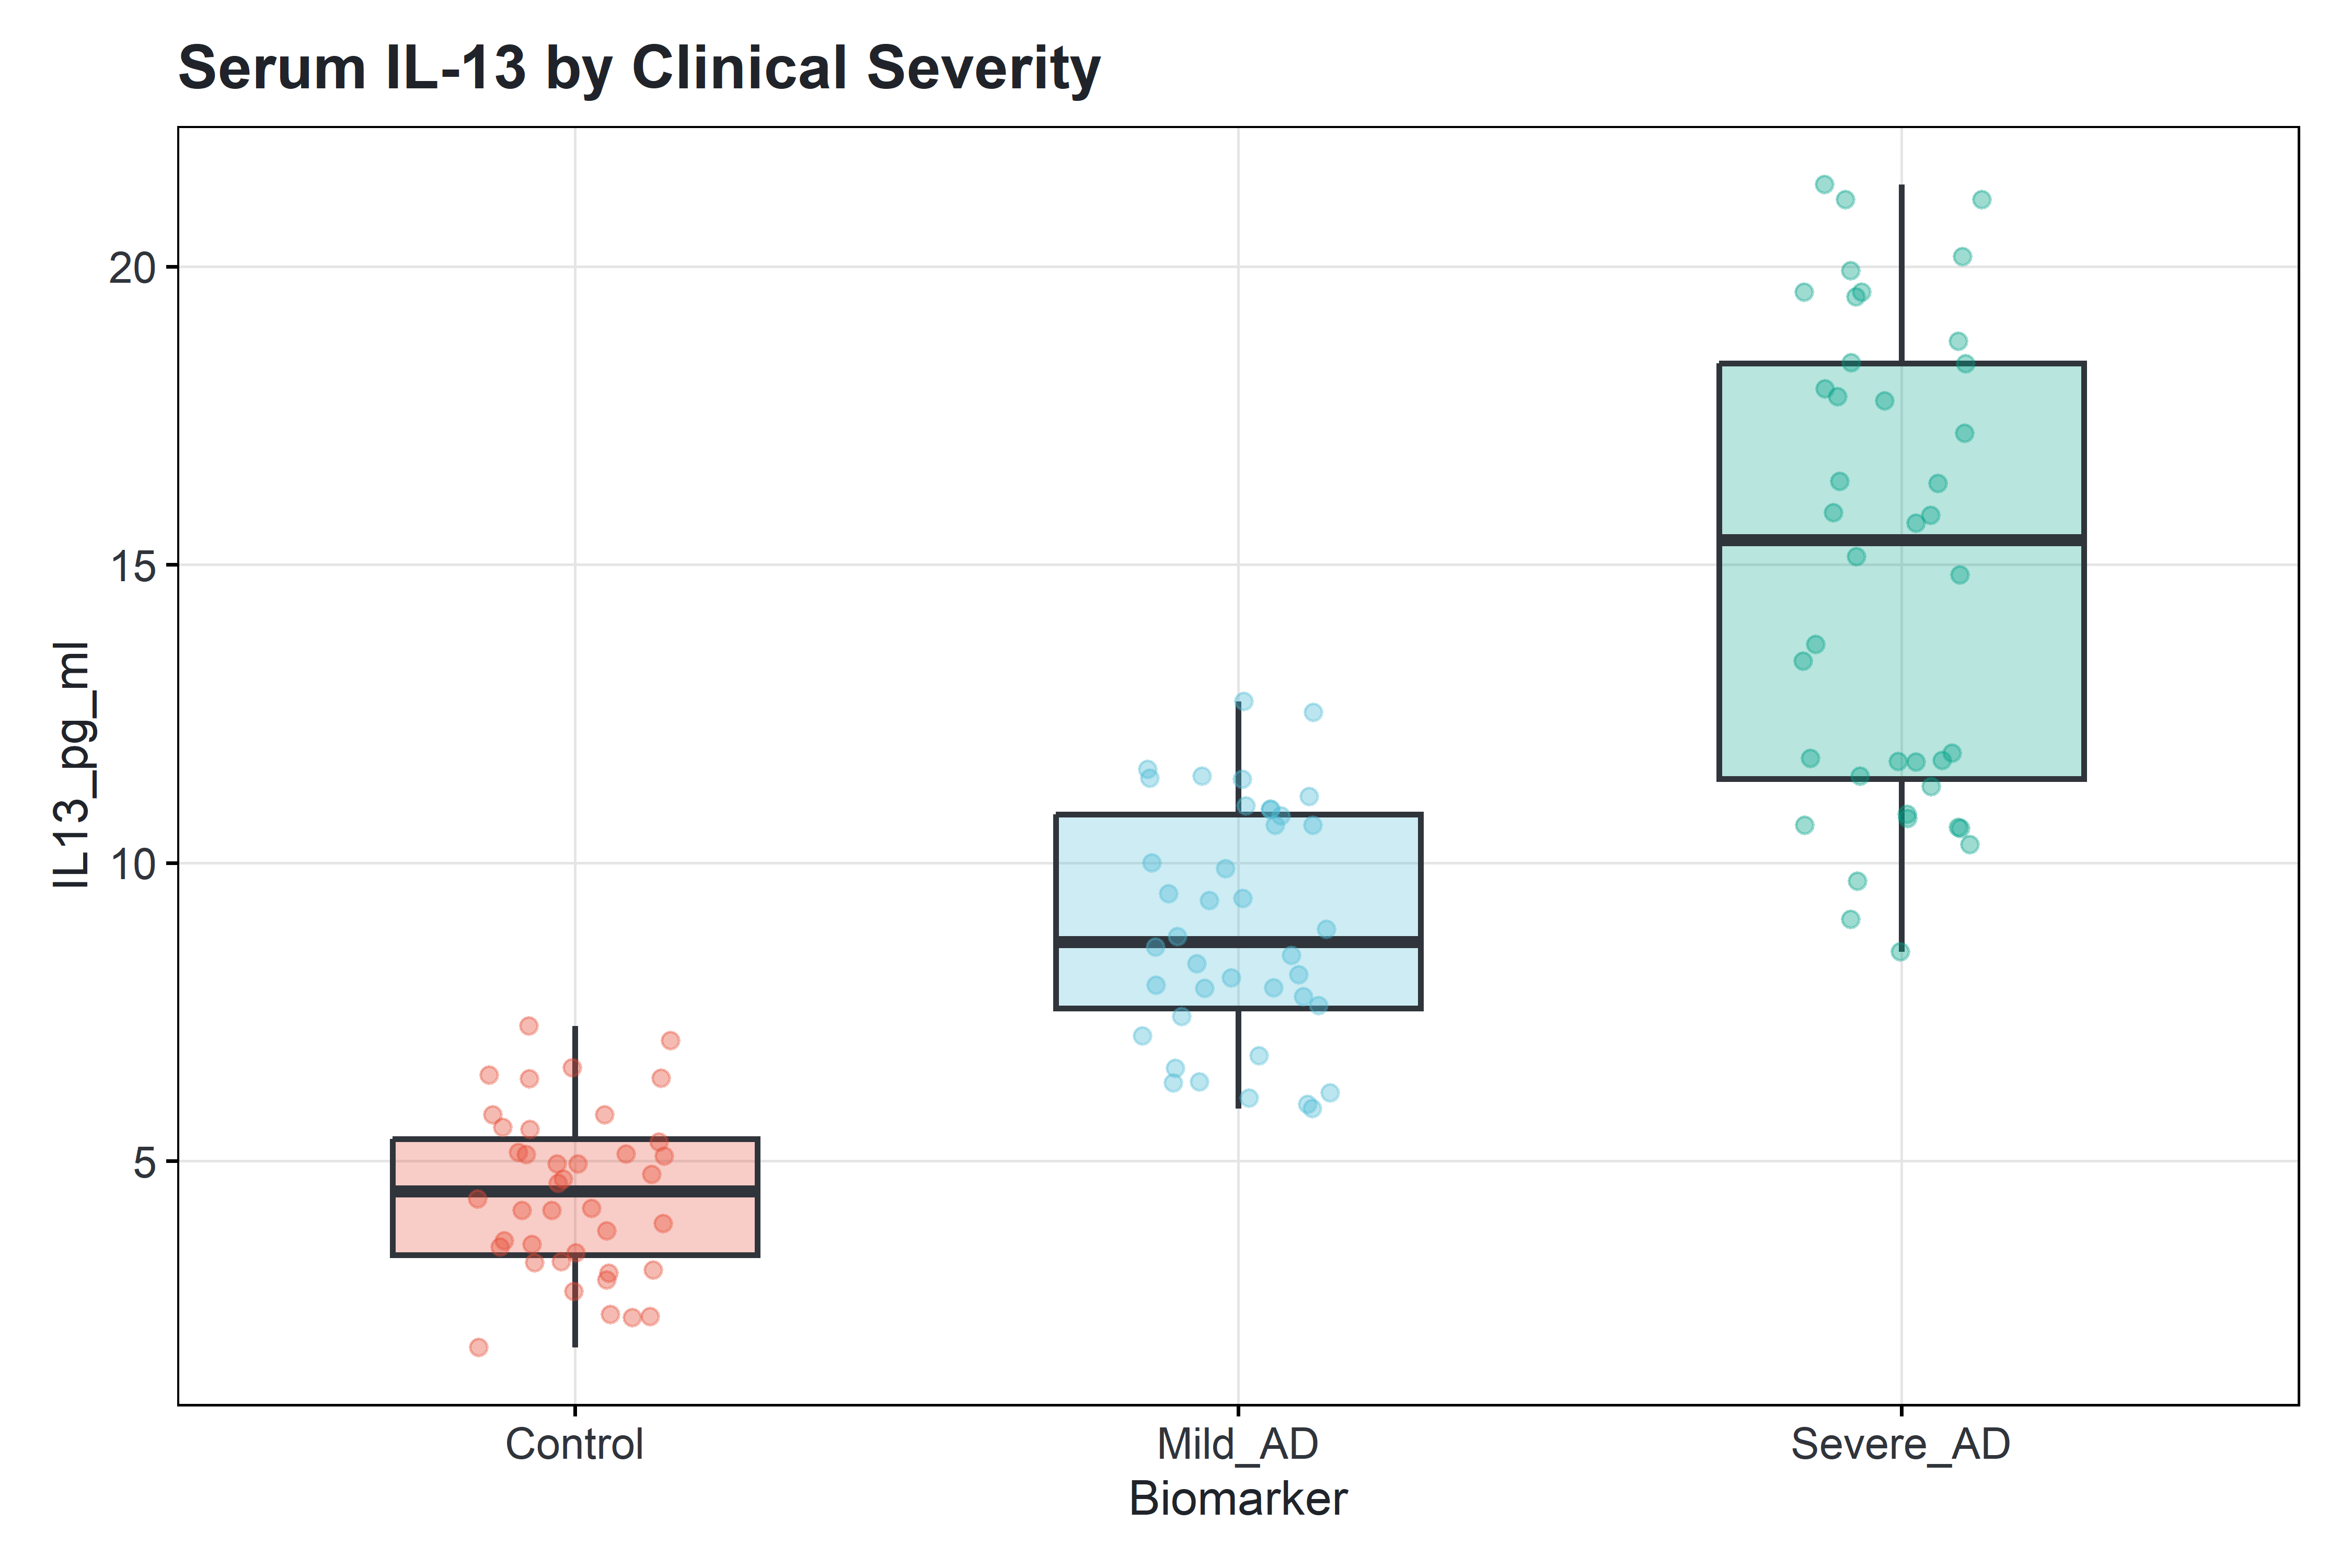 Serum IL-13 by Clinical Severity
IL13_pg_ml
20
15
10
5
Control
Mild_AD
Severe_AD
Biomarker